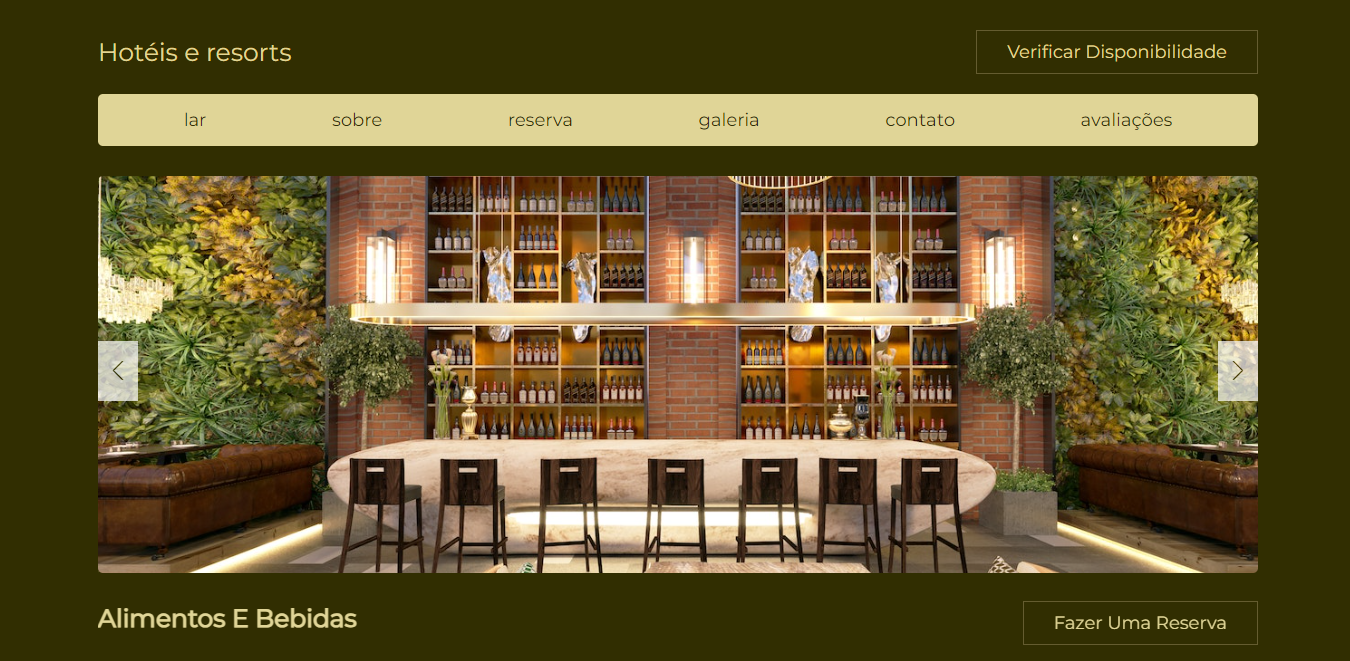 Hotéis e resorts
Verificar Disponibilidade
lar sobre reserva galeria contato avaliações
Alimentos E Bebidas
Fazer Uma Reserva